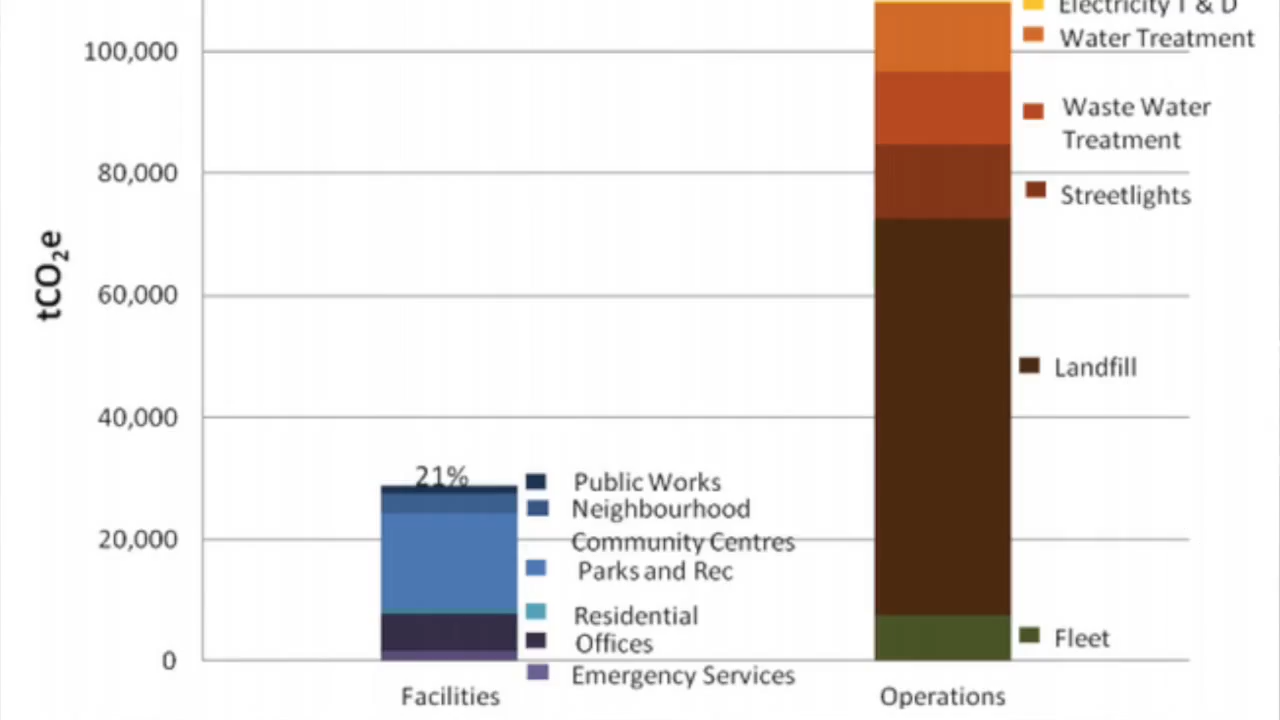 Electricity T & D
100,000
Water Treatment
Waste Water
Treatment
80,000
Streetlights
tCO₂e
60,000
Landfill
40,000
21%
Public Works
Neighbourhood
Community Centres
20,000
Parks and Rec
Residential
Offices
Fleet
0
Emergency Services
Facilities
Operations